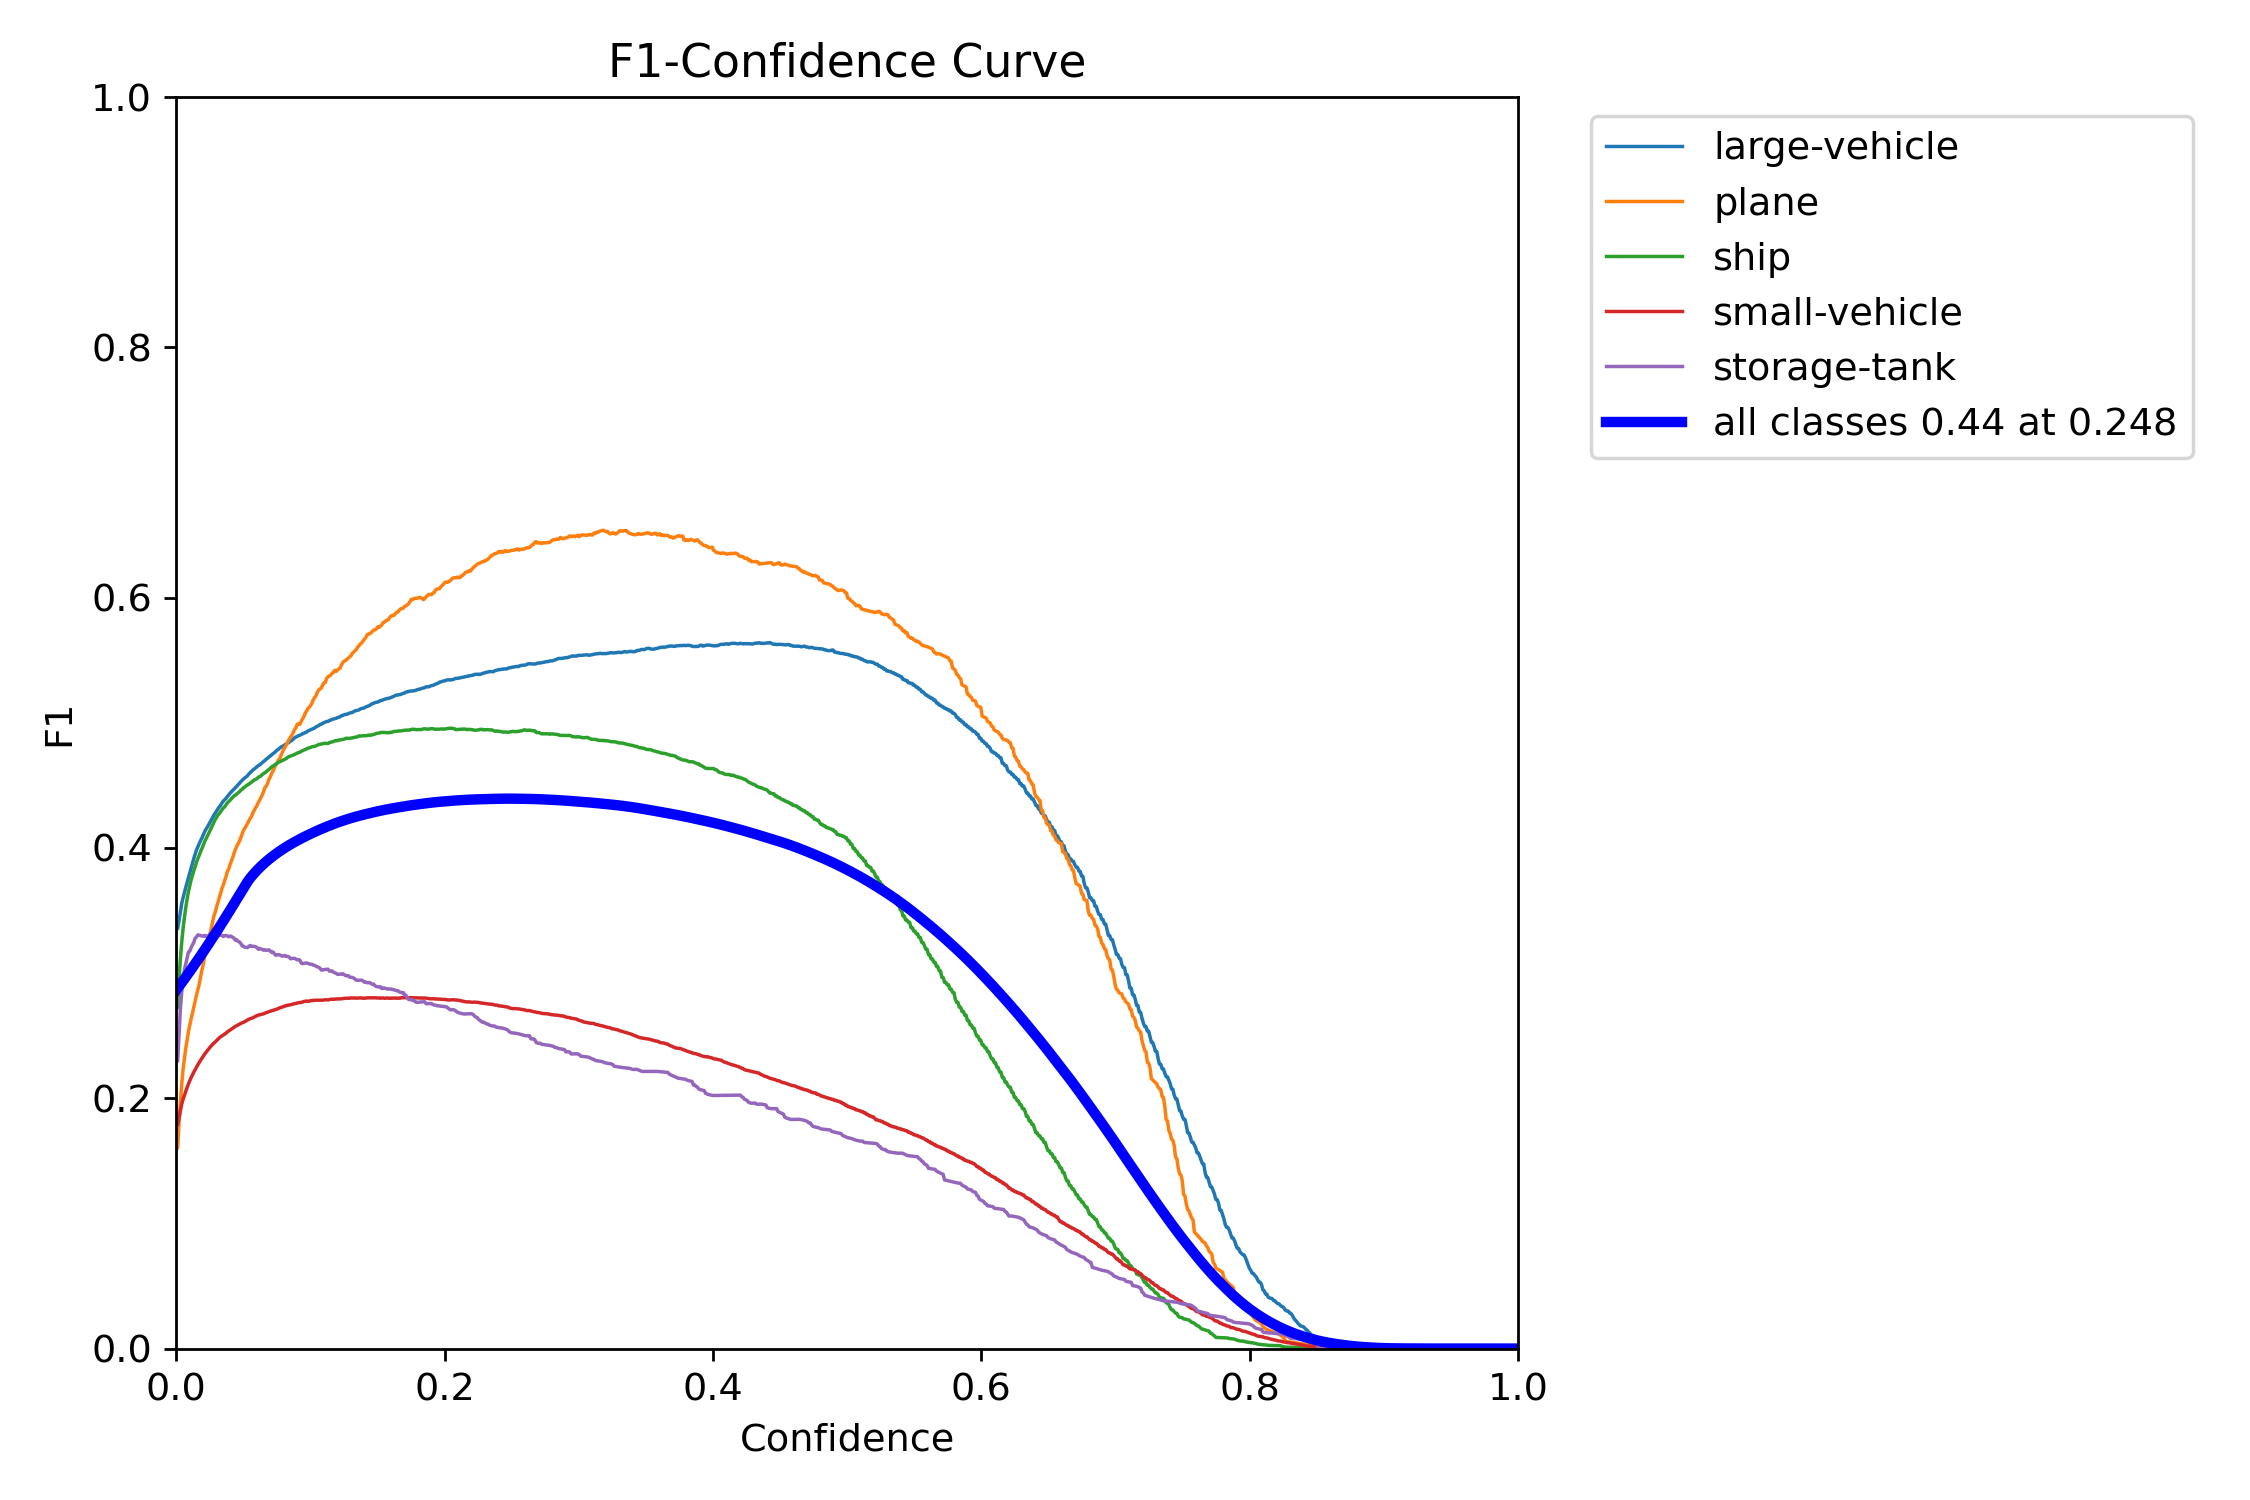 F1-Confidence Curve
1.0
0.8
0.6
0.4
0.2
0.0
F1
0.0 0.2 0.4 0.6 0.8 1.0
Confidence
large-vehicle
plane
ship
small-vehicle
storage-tank
all classes 0.44 at 0.248